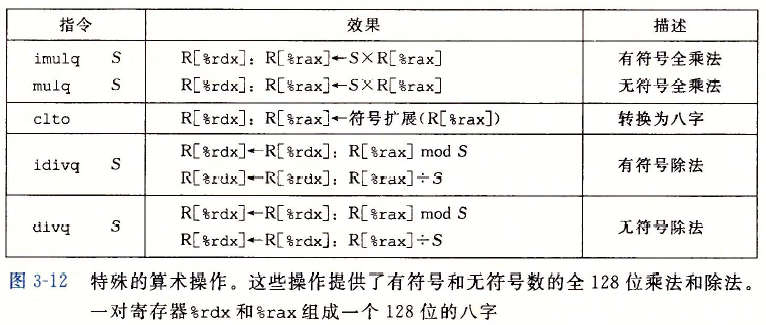 指令 效果 描述
imulq S R[%rdx]：R[%rax]←S×R[%rax] 有符号全乘法
mulq S R[%rdx]：R[%rax]←S×R[%rax] 无符号全乘法
clto R[%rdx]：R[%rax]←符号扩展(R[%rax]) 转换为八字
idivq S R[%rdx]←R[%rdx]：R[%rax] mod S 有符号除法
R[%rdx]←R[%rdx]：R[%rax]÷S
divq S R[%rdx]←R[%rdx]：R[%rax] mod S 无符号除法
R[%rdx]←R[%rdx]：R[%rax]÷S
图 3-12 特殊的算术操作。这些操作提供了有符号和无符号数的全 128 位乘法和除法。
一对寄存器%rdx 和%rax 组成一个 128 位的八字